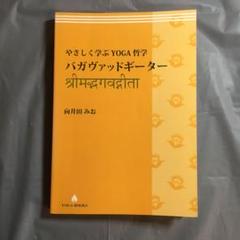 やさしく学ぶYOGA哲学
バガヴァッドギーター
श्रीमद्भगवद्गीता
向井田 みお